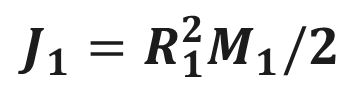 J₁ = R₁²M₁/2